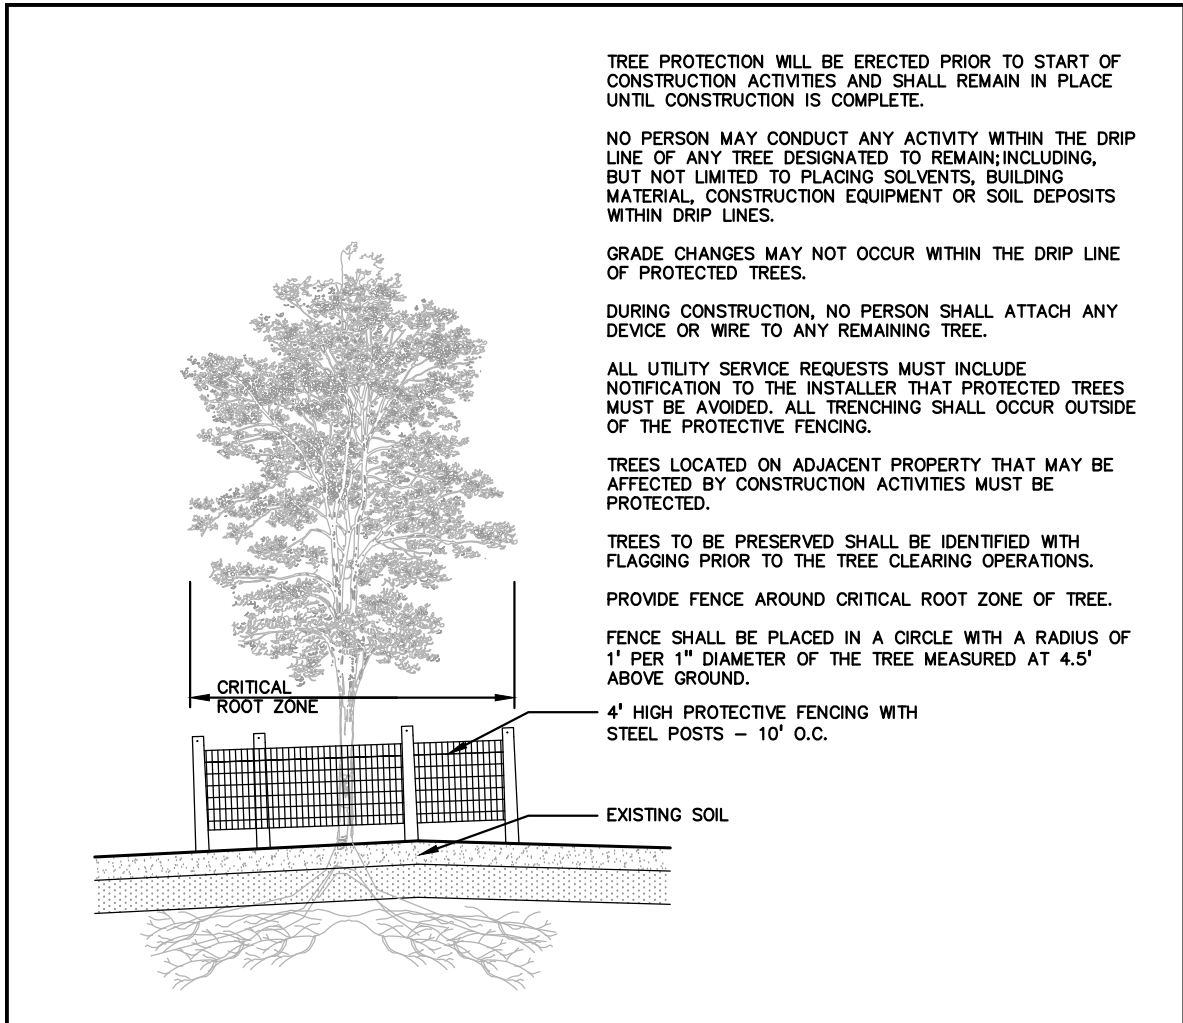 TREE PROTECTION WILL BE ERECTED PRIOR TO START OF
CONSTRUCTION ACTIVITIES AND SHALL REMAIN IN PLACE
UNTIL CONSTRUCTION IS COMPLETE.
NO PERSON MAY CONDUCT ANY ACTIVITY WITHIN THE DRIP
LINE OF ANY TREE DESIGNATED TO REMAIN;INCLUDING,
BUT NOT LIMITED TO PLACING SOLVENTS, BUILDING
MATERIAL, CONSTRUCTION EQUIPMENT OR SOIL DEPOSITS
WITHIN DRIP LINES.
GRADE CHANGES MAY NOT OCCUR WITHIN THE DRIP LINE
OF PROTECTED TREES.
DURING CONSTRUCTION, NO PERSON SHALL ATTACH ANY
DEVICE OR WIRE TO ANY REMAINING TREE.
ALL UTILITY SERVICE REQUESTS MUST INCLUDE
NOTIFICATION TO THE INSTALLER THAT PROTECTED TREES
MUST BE AVOIDED. ALL TRENCHING SHALL OCCUR OUTSIDE
OF THE PROTECTIVE FENCING.
TREES LOCATED ON ADJACENT PROPERTY THAT MAY BE
AFFECTED BY CONSTRUCTION ACTIVITIES MUST BE
PROTECTED.
TREES TO BE PRESERVED SHALL BE IDENTIFIED WITH
FLAGGING PRIOR TO THE TREE CLEARING OPERATIONS.
PROVIDE FENCE AROUND CRITICAL ROOT ZONE OF TREE.
FENCE SHALL BE PLACED IN A CIRCLE WITH A RADIUS OF
1' PER 1" DIAMETER OF THE TREE MEASURED AT 4.5'
ABOVE GROUND.
CRITICAL
ROOT ZONE
4' HIGH PROTECTIVE FENCING WITH
STEEL POSTS – 10' O.C.
EXISTING SOIL